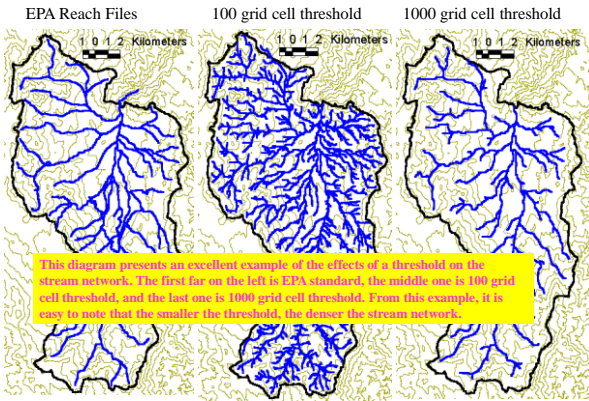 EPA Reach Files
100 grid cell threshold
1000 grid cell threshold
1 0 1 2 Kilometers
1 0 1 2 Kilometers
1 0 1 2 Kilometers
This diagram presents an excellent example of the effects of a threshold on the
stream network. The first far on the left is EPA standard, the middle one is 100 grid
cell threshold, and the last one is 1000 grid cell threshold. From this example, it is
easy to note that the smaller the threshold, the denser the stream network.